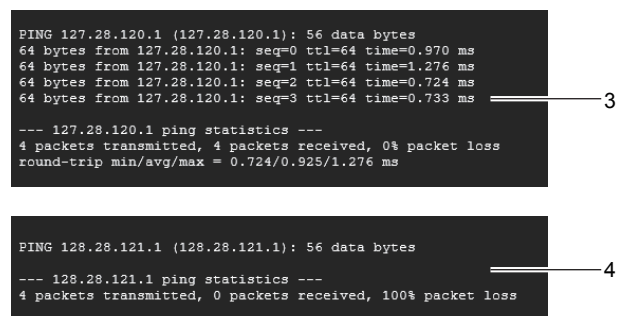 PING 127.28.120.1 (127.28.120.1): 56 data bytes
64 bytes from 127.28.120.1: seq=0 ttl=64 time=0.970 ms
64 bytes from 127.28.120.1: seq=1 ttl=64 time=1.276 ms
64 bytes from 127.28.120.1: seq=2 ttl=64 time=0.724 ms
64 bytes from 127.28.120.1: seq=3 ttl=64 time=0.733 ms
3
--- 127.28.120.1 ping statistics ---
4 packets transmitted, 4 packets received, 0% packet loss
round-trip min/avg/max = 0.724/0.925/1.276 ms
PING 128.28.121.1 (128.28.121.1): 56 data bytes
4
--- 128.28.121.1 ping statistics ---
4 packets transmitted, 0 packets received, 100% packet loss